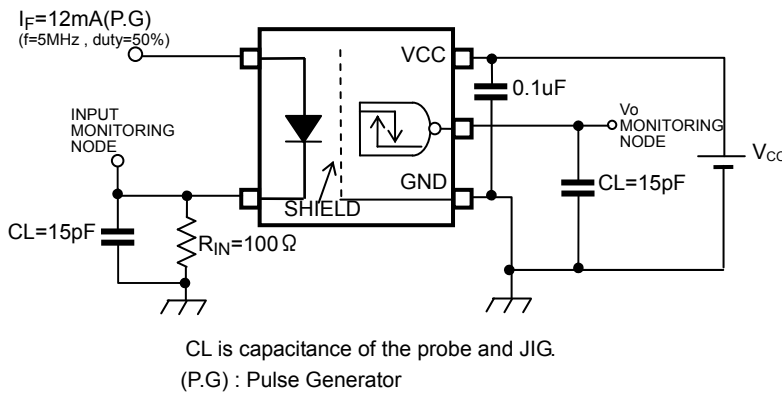 IF=12mA(P.G)
(f=5MHz , duty=50%)
VCC
0.1uF
INPUT
MONITORING
NODE
Vo
MONITORING
NODE
VCC
GND
CL=15pF
SHIELD
CL=15pF
RIN=100Ω
CL is capacitance of the probe and JIG.
(P.G) : Pulse Generator